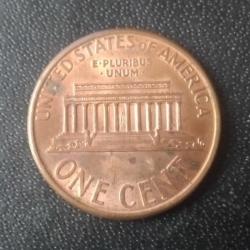 UNITED STATES OF AMERICA
E·PLURIBUS
UNUM
ONE CENT